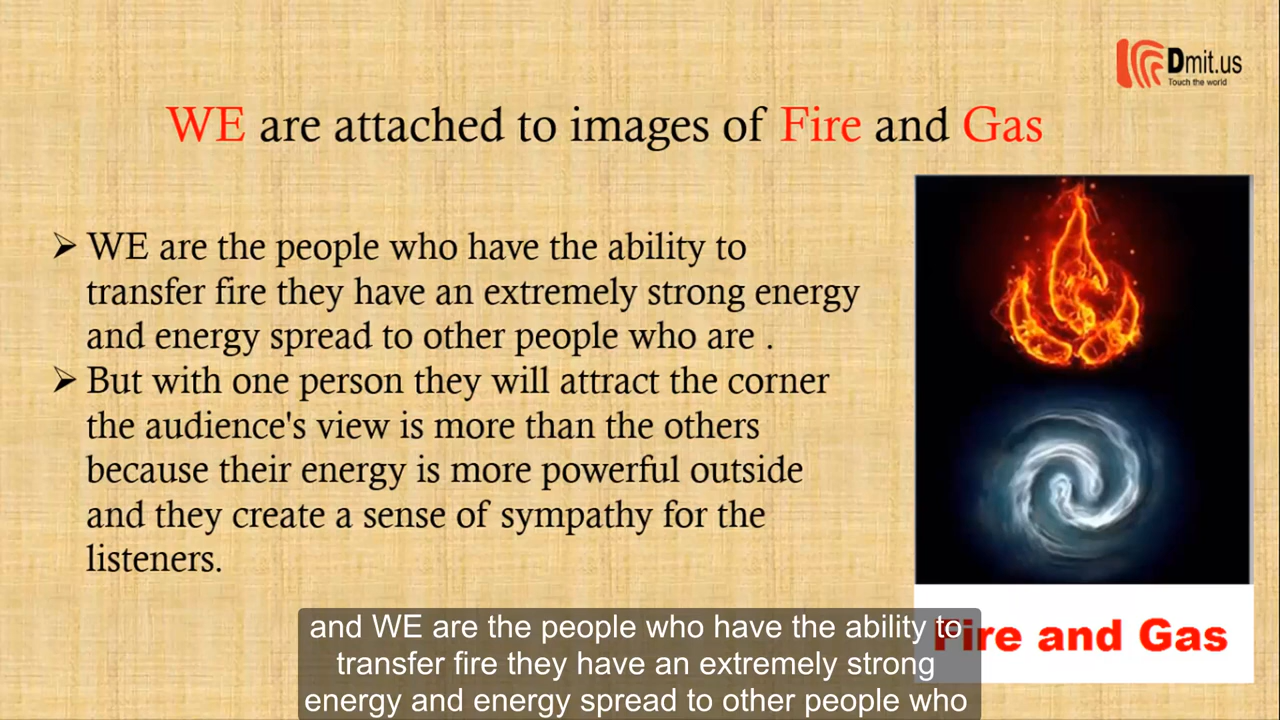 Dmit.us
Touch the world
WE are attached to images of Fire and Gas
➢ WE are the people who have the ability to
transfer fire they have an extremely strong energy
and energy spread to other people who are .
➢ But with one person they will attract the corner
the audience's view is more than the others
because their energy is more powerful outside
and they create a sense of sympathy for the
listeners.
Fire and Gas
and WE are the people who have the ability to
transfer fire they have an extremely strong
energy and energy spread to other people who